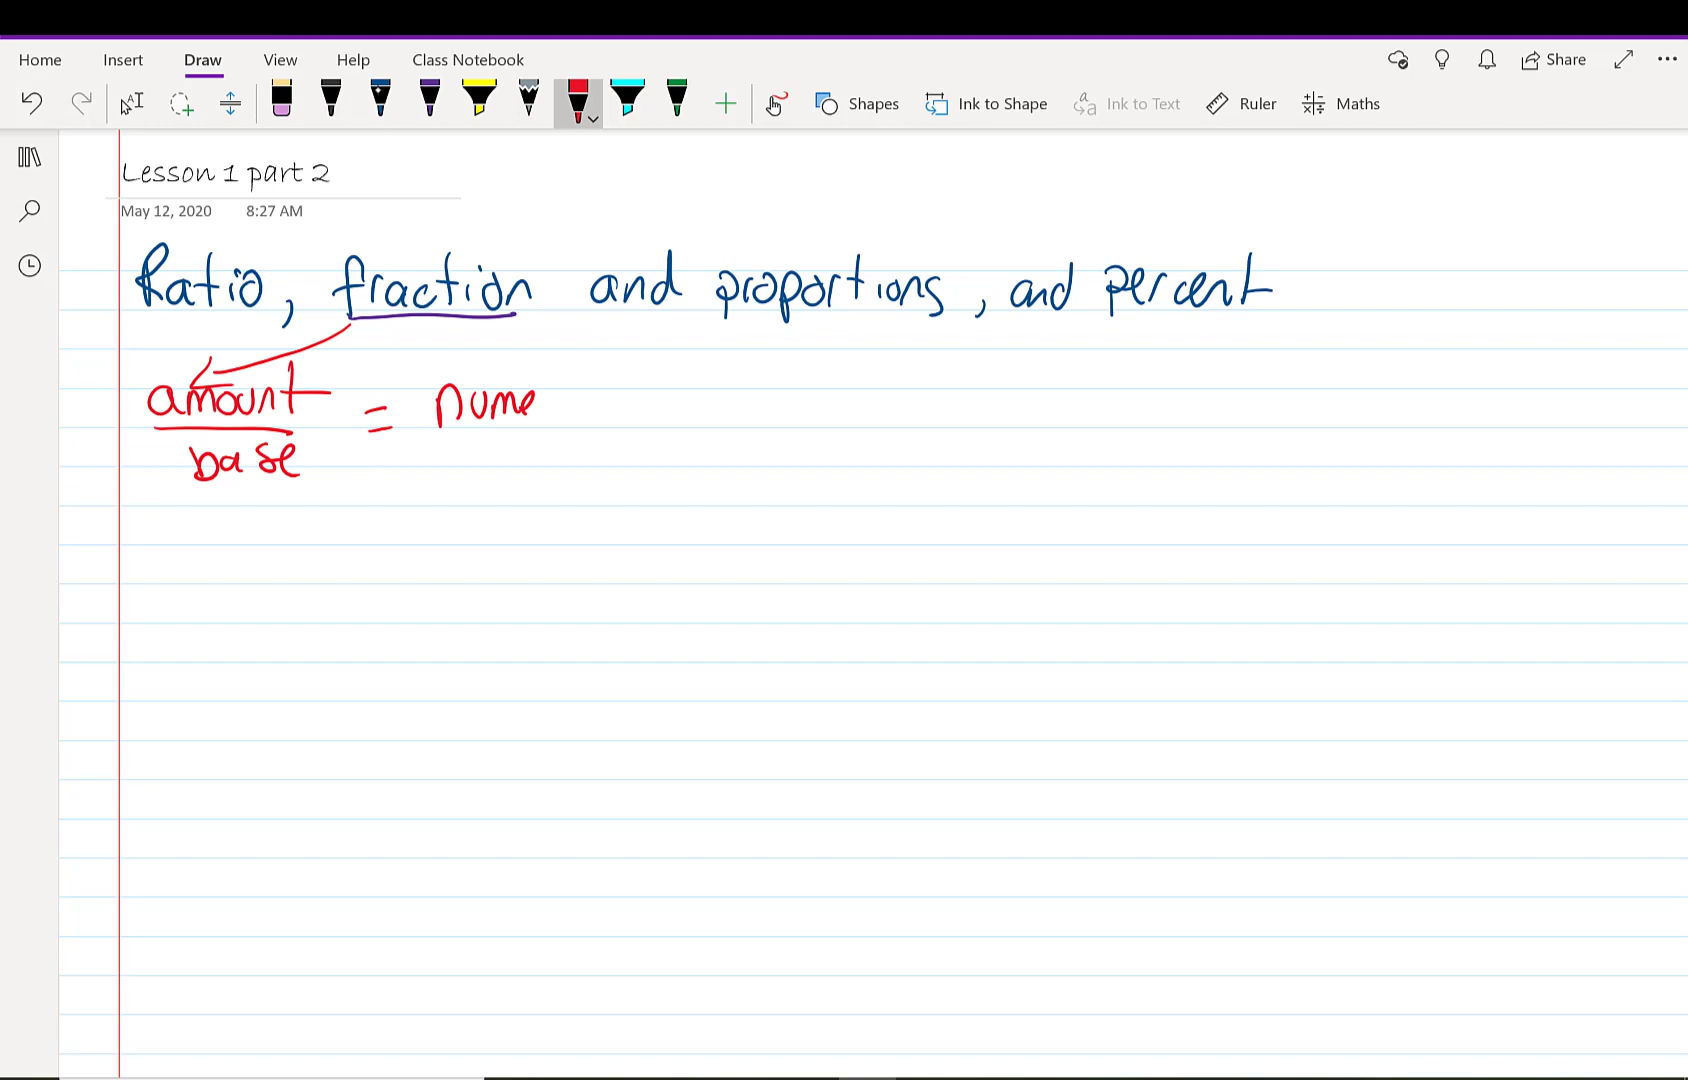 Home Insert Draw View Help Class Notebook Share
Shapes Ink to Shape Ink to Text Ruler Maths
Lesson 1 part 2
May 12, 2020 8:27 AM
Ratio, fraction and proportions, and percent
amount = nume
base